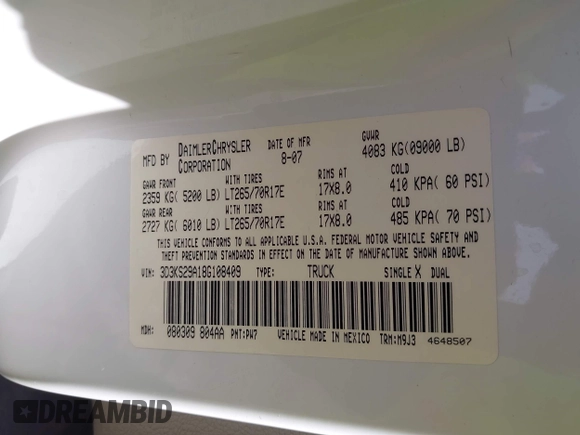 MFD BY DAIMLERCHRYSLER CORPORATION DATE OF MFR 8-07 GVWR 4083 KG(09000 LB)
GAWR FRONT WITH TIRES RIMS AT COLD
2359 KG( 5200 LB) LT265/70R17E 17X8.0 410 KPA( 60 PSI)
GAWR REAR WITH TIRES RIMS AT COLD
2727 KG( 6010 LB) LT265/70R17E 17X8.0 485 KPA( 70 PSI)
THIS VEHICLE CONFORMS TO ALL APPLICABLE U.S.A. FEDERAL MOTOR VEHICLE SAFETY AND
THEFT PREVENTION STANDARDS IN EFFECT ON THE DATE OF MANUFACTURE SHOWN ABOVE.
VIN: 3D3KS29A18G108409 TYPE: TRUCK SINGLE X DUAL
MDH: 080309 804AA PNT:PW7 VEHICLE MADE IN MEXICO TRM:M9J3 4648507
DREAMBID